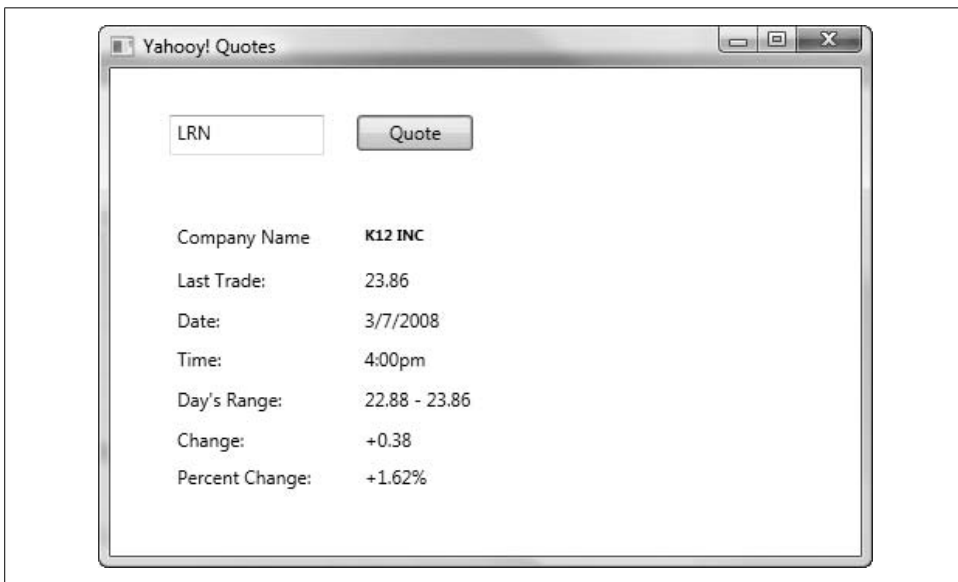 Yahooy! Quotes
LRN Quote
Company Name K12 INC
Last Trade: 23.86
Date: 3/7/2008
Time: 4:00pm
Day's Range: 22.88 - 23.86
Change: +0.38
Percent Change: +1.62%